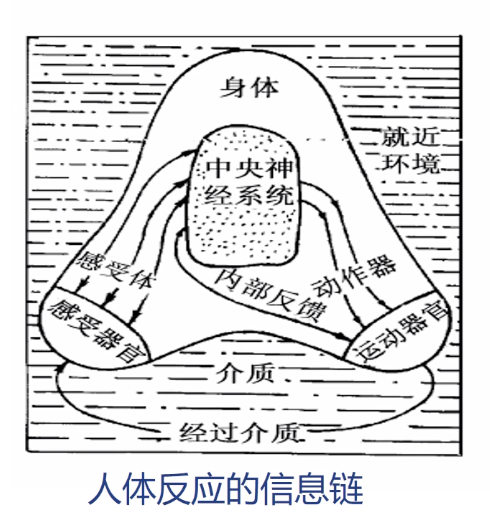 身体
就近
环境
中央神
经系统
感受体
内部反馈
动作器
感受器官
运动器官
介质
经过介质
人体反应的信息链